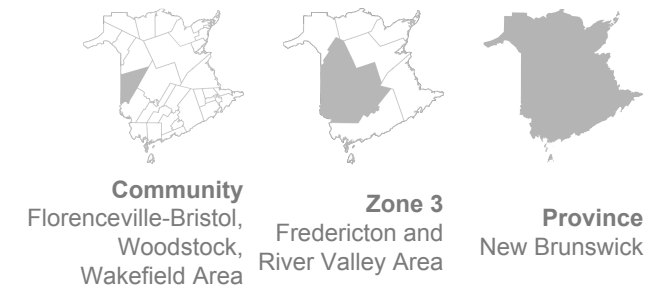 Community
Florenceville-Bristol,
Woodstock,
Wakefield Area
Zone 3
Fredericton and
River Valley Area
Province
New Brunswick